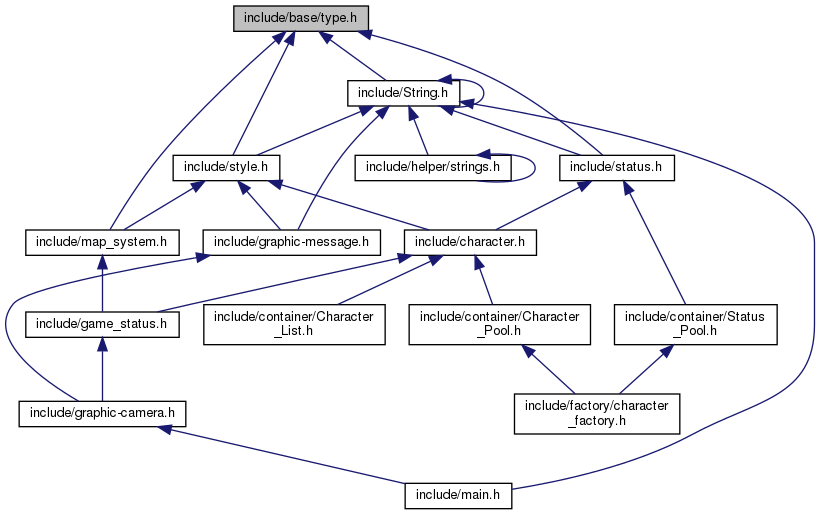 include/base/type.h
include/String.h
include/style.h
include/helper/strings.h
include/status.h
include/map_system.h
include/graphic-message.h
include/character.h
include/game_status.h
include/container/Character
_List.h
include/container/Character
_Pool.h
include/container/Status
_Pool.h
include/graphic-camera.h
include/factory/character
_factory.h
include/main.h